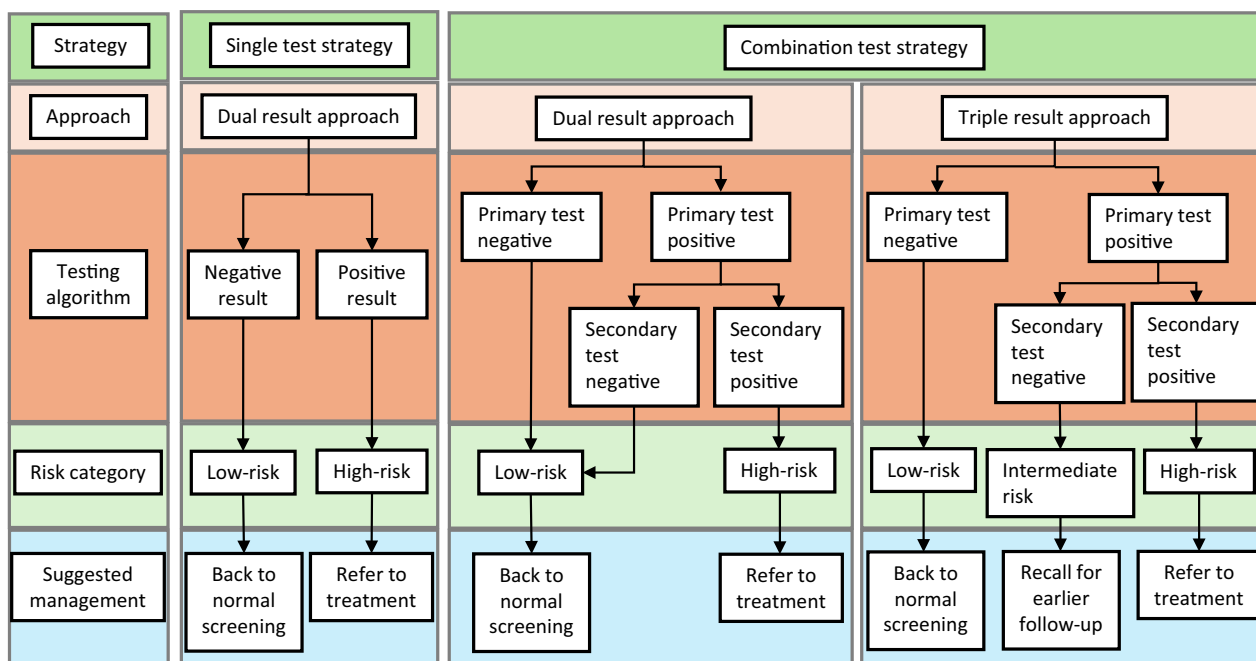 Strategy
Single test strategy
Combination test strategy
Approach
Dual result approach
Dual result approach
Triple result approach
Testing
algorithm
Negative
result
Positive
result
Primary test
negative
Primary test
positive
Secondary
test
negative
Secondary
test
positive
Primary test
negative
Primary test
positive
Secondary
test
negative
Secondary
test
positive
Risk category
Low-risk
High-risk
Low-risk
High-risk
Low-risk
Intermediate
risk
High-risk
Suggested
management
Back to
normal
screening
Refer to
treatment
Back to
normal
screening
Refer to
treatment
Back to
normal
screening
Recall for
earlier
follow-up
Refer to
treatment